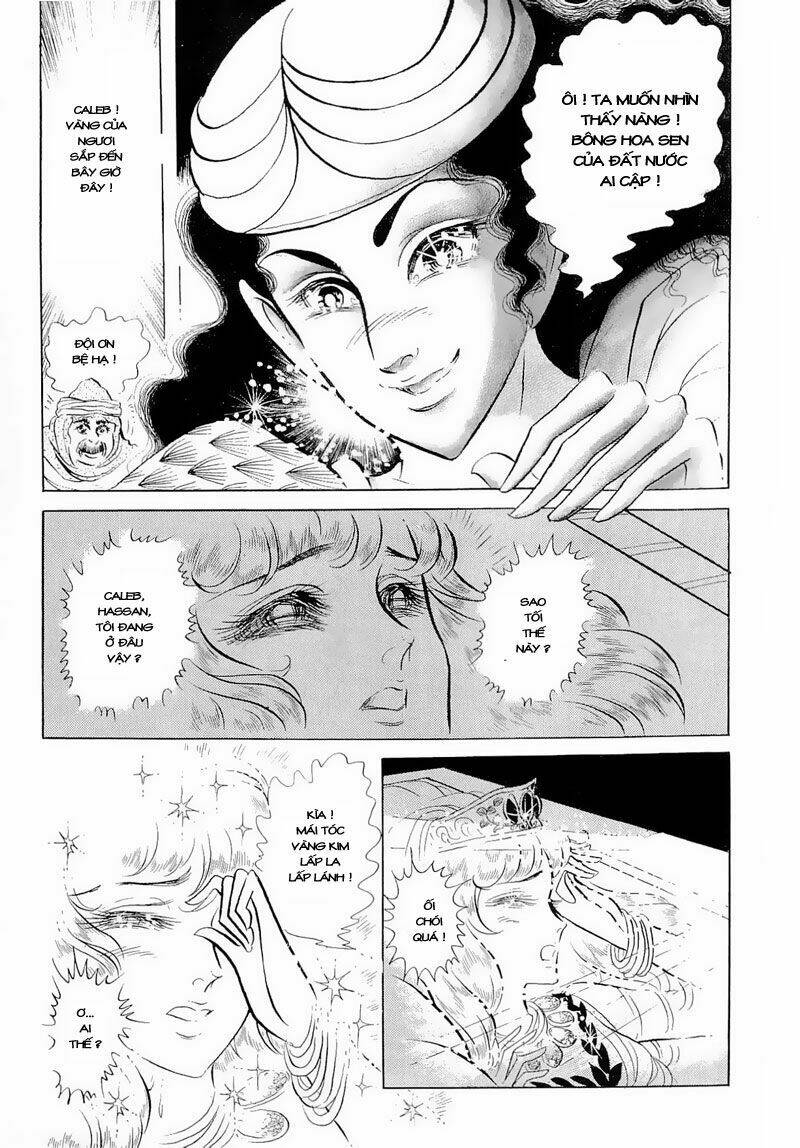 CALEB !
VÀNG CỦA
NGƯƠI
SẮP ĐẾN
BÂY GIỜ
ĐÂY !
ÔI ! TA MUỐN NHÌN
THẤY NÀNG !
BÔNG HOA SEN
CỦA ĐẤT NƯỚC
AI CẬP !
ĐỘI ƠN
BỆ HẠ !
CALEB,
HASSAN,
TÔI ĐANG
Ở ĐÂU
VẬY ?
SAO
TỐI
THẾ
NÀY ?
KÌA !
MÁI TÓC
VÀNG KIM
LẤP LA
LẤP LÁNH !
Ơ...
AI
THẾ ?
ỐI
CHÓI
QUÁ !